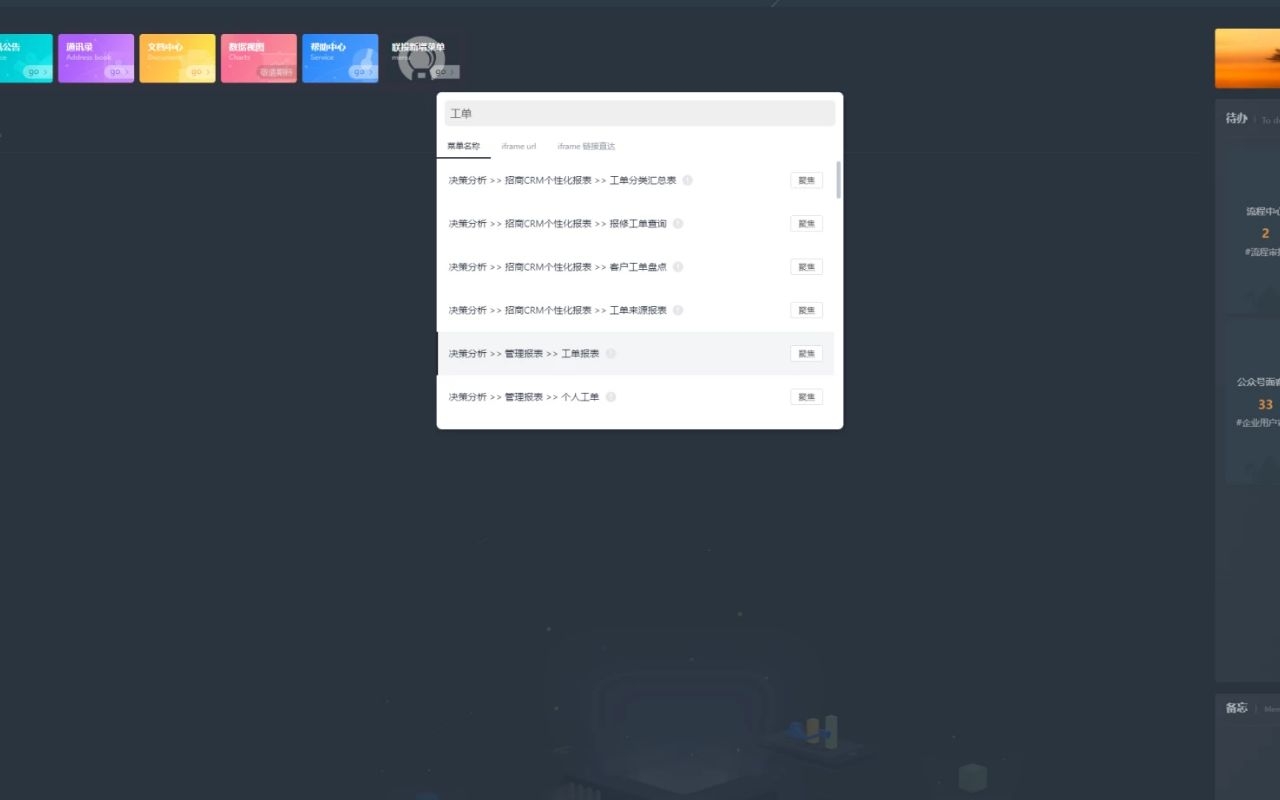 公告
通讯录
Address book
go
文档中心
Document
go
数据视图
Charts
敬请期待
帮助中心
Service
go
联投新增菜单
menu
go
工单
菜单名称 iframe url iframe 链接直达
决策分析 >> 招商CRM个性化报表 >> 工单分类汇总表 聚焦
决策分析 >> 招商CRM个性化报表 >> 报修工单查询 聚焦
决策分析 >> 招商CRM个性化报表 >> 客户工单盘点 聚焦
决策分析 >> 招商CRM个性化报表 >> 工单来源报表 聚焦
决策分析 >> 管理报表 >> 工单报表 聚焦
决策分析 >> 管理报表 >> 个人工单 聚焦
待办 To d
流程中心
2
#流程审
公众号面
33
#企业用户
备忘